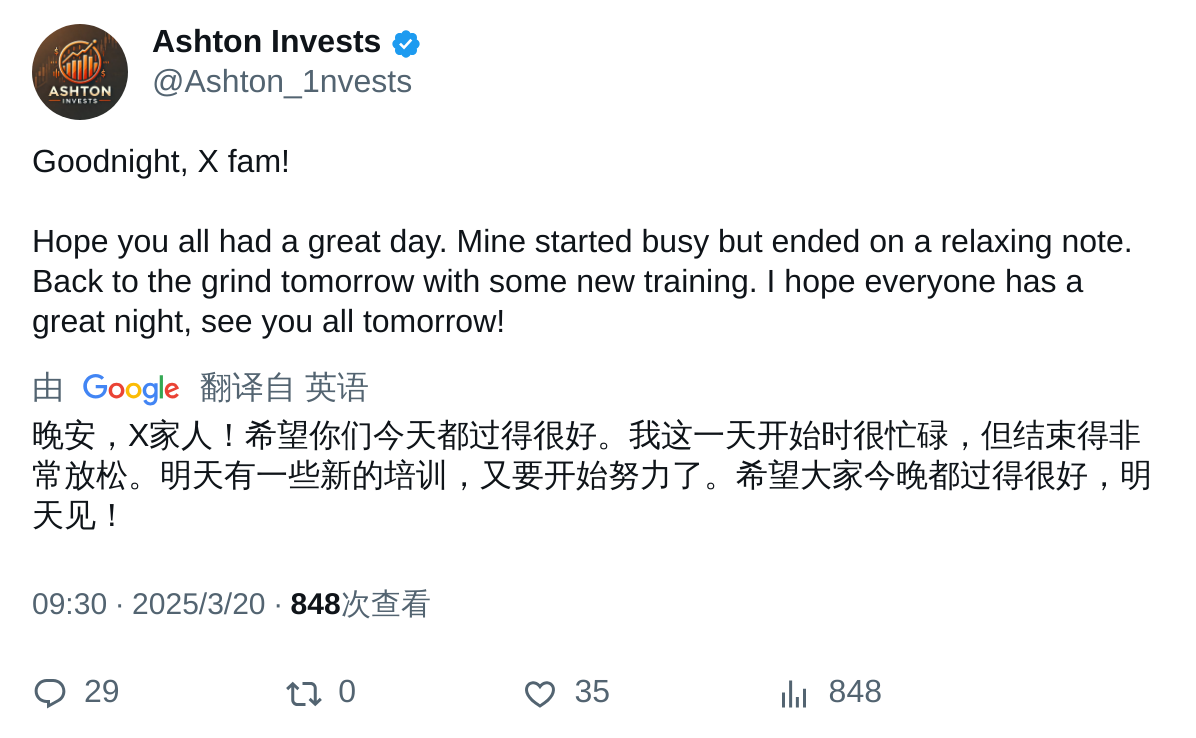 ASHTON
INVESTS
Ashton Invests
@Ashton_1nvests
Goodnight, X fam!
Hope you all had a great day. Mine started busy but ended on a relaxing note.
Back to the grind tomorrow with some new training. I hope everyone has a
great night, see you all tomorrow!
由 Google 翻译自 英语
晚安，X家人！希望你们今天都过得很好。我这一天开始时很忙碌，但结束得非
常放松。明天有一些新的培训，又要开始努力了。希望大家今晚都过得很好，明
天见！
09:30 · 2025/3/20 · 848次查看
29 0 35 848